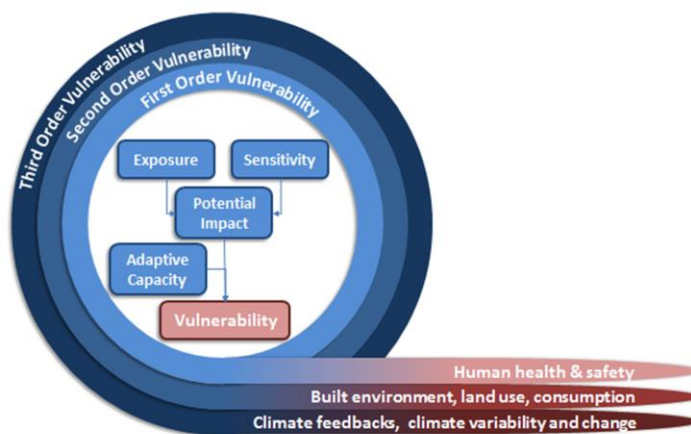 Third Order Vulnerability
Second Order Vulnerability
First Order Vulnerability
Exposure
Sensitivity
Potential
Impact
Adaptive
Capacity
Vulnerability
Human health & safety
Built environment, land use, consumption
Climate feedbacks, climate variability and change